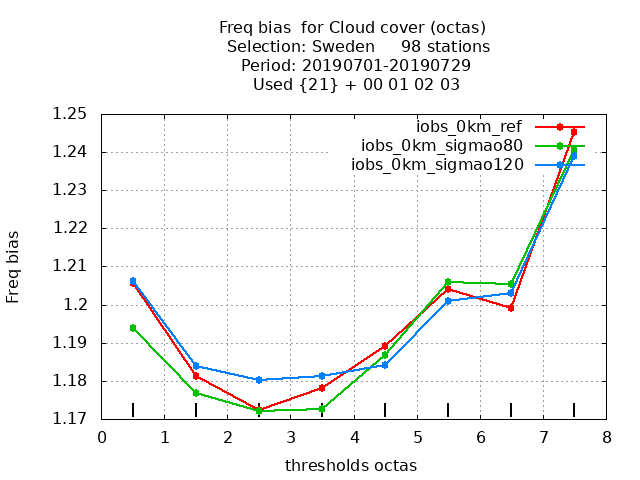 Freq bias  for Cloud cover (octas)
Selection: Sweden     98 stations
Period: 20190701-20190729
Used {21} + 00 01 02 03
iobs_0km_ref
iobs_0km_sigmao80
iobs_0km_sigmao120
1.25
1.24
1.23
1.22
1.21
1.2
1.19
1.18
1.17
Freq bias
0 1 2 3 4 5 6 7 8
thresholds octas